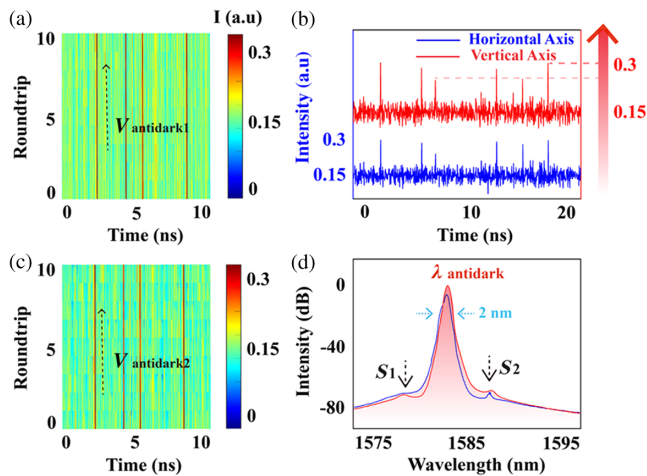 (a)
I (a.u)
10
5
0
Roundtrip
V antidark1
0.3
0.15
0
0
5
10
Time (ns)
(b)
Horizontal Axis
Vertical Axis
Intensity (a.u)
0.3
0.15
0.3
0.15
0
10
20
Time (ns)
(c)
10
5
0
Roundtrip
V antidark2
0.3
0.15
0
0
5
10
Time (ns)
(d)
λ antidark
2 nm
S1
S2
0
-40
-80
Intensity (dB)
1575
1585
1595
Wavelength (nm)